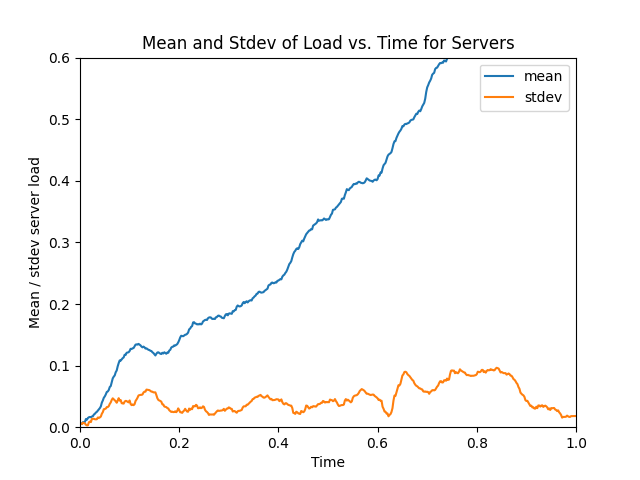 Mean and Stdev of Load vs. Time for Servers
0.6
mean
stdev
0.5
0.4
0.3
0.2
0.1
0.0
Mean / stdev server load
0.0 0.2 0.4 0.6 0.8 1.0
Time